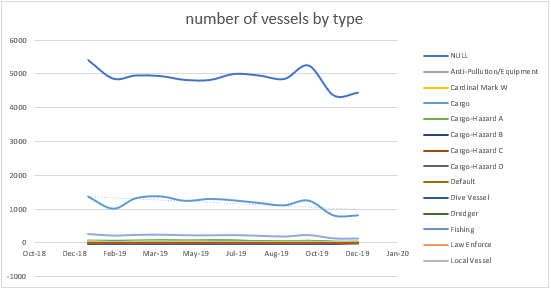 number of vessels by type
6000
5000
4000
3000
2000
1000
0
-1000
Oct-18 Dec-18 Feb-19 Mar-19 May-19 Jul-19 Aug-19 Oct-19 Dec-19 Jan-20
NULL
Anti-Pollution/Equipment
Cardinal Mark W
Cargo
Cargo-Hazard A
Cargo-Hazard B
Cargo-Hazard C
Cargo-Hazard D
Default
Dive Vessel
Dredger
Fishing
Law Enforce
Local Vessel